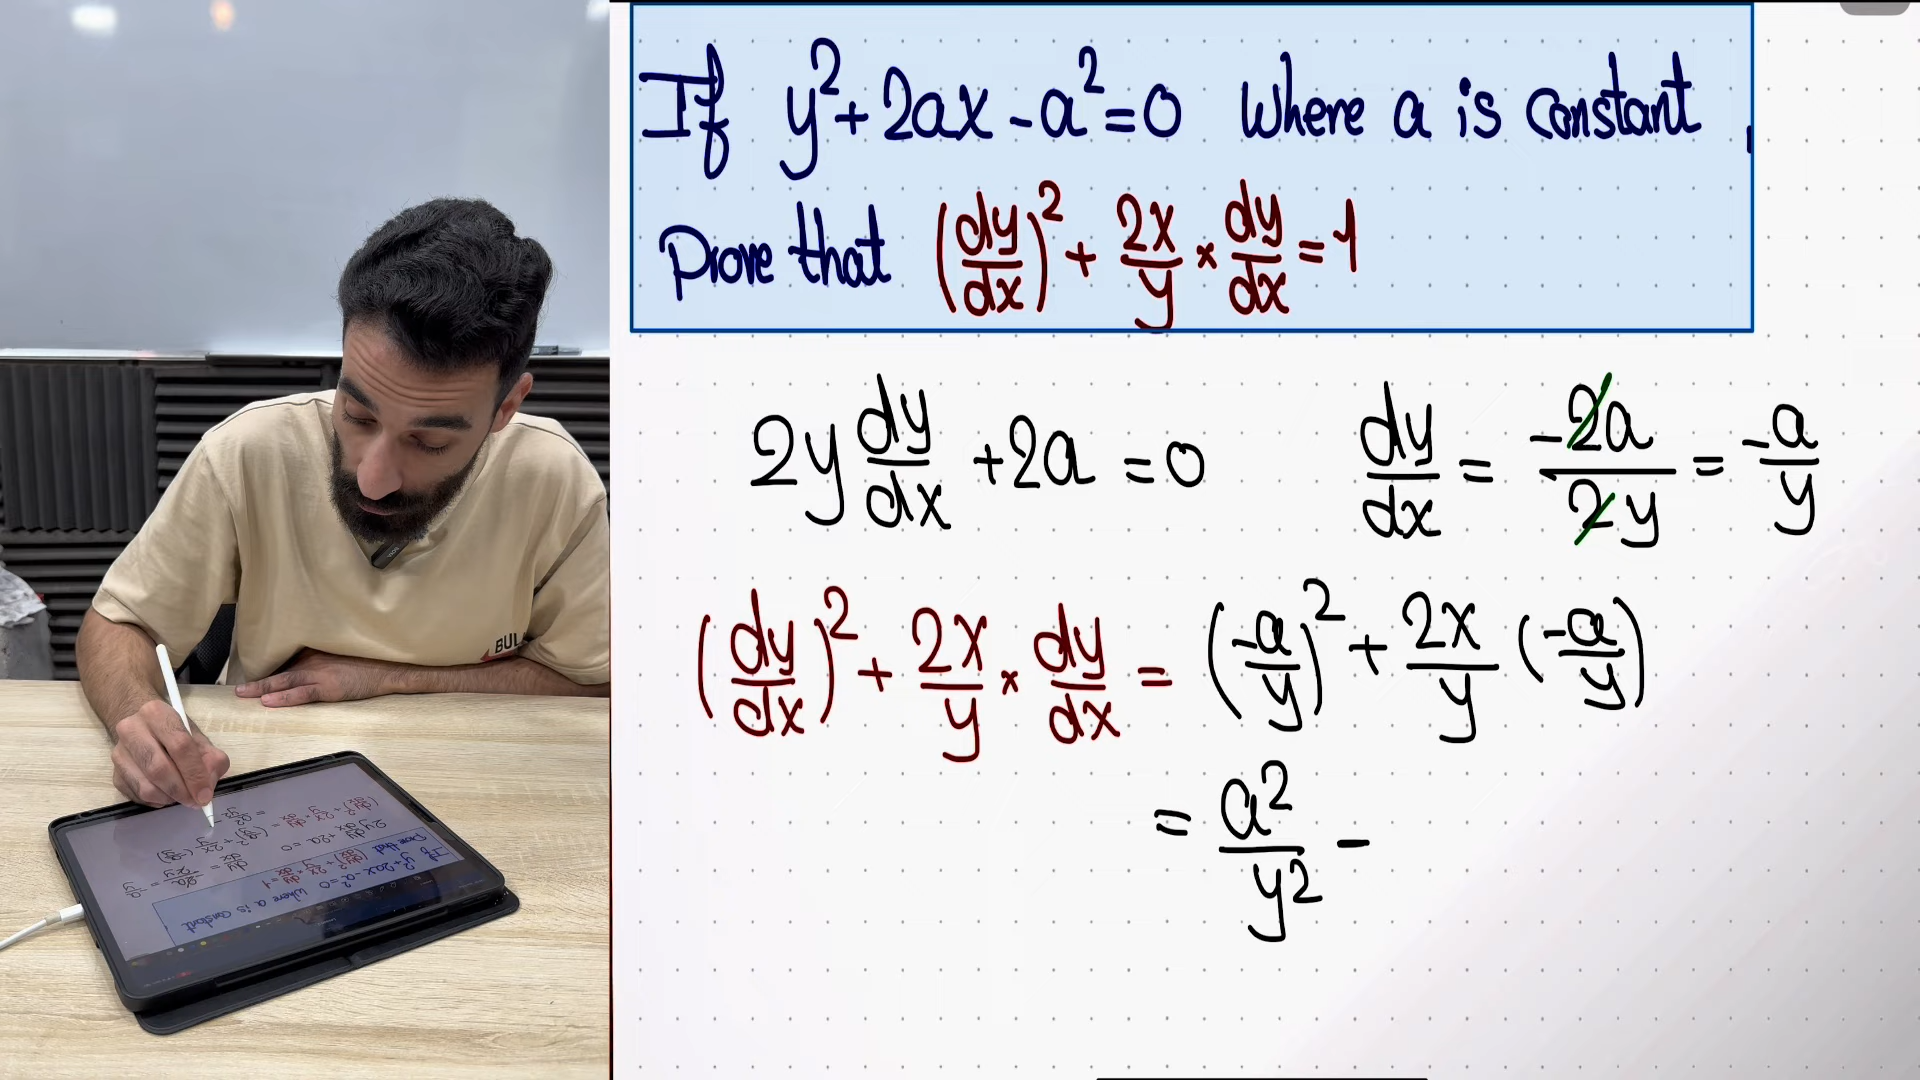 If y²+2ax-a²=0 where a is constant.
Prove that (dy/dx)² + 2x/y × dy/dx = 1
2y dy/dx +2a = 0
dy/dx = -2a/2y = -a/y
(dy/dx)² + 2x/y × dy/dx = (-a/y)² + 2x/y (-a/y)
= a²/y² -
BUL